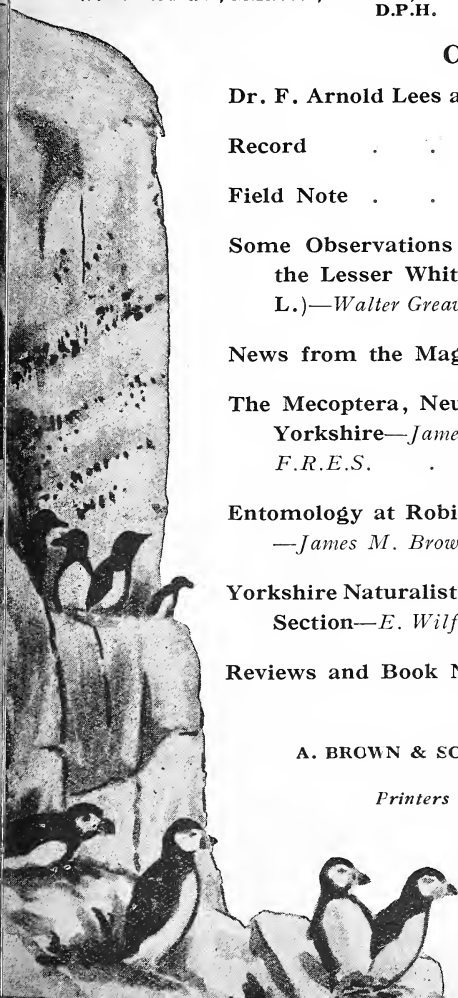 D.P.H.
C
Dr. F. Arnold Lees a
Record . .
Field Note . .
Some Observations
the Lesser Whit
L.)—Walter Greav
News from the Mag
The Mecoptera, Neu
Yorkshire—Jame
F.R.E.S. .
Entomology at Robi
—James M. Brow
Yorkshire Naturalist
Section—E. Wilf
Reviews and Book N
A. BROWN & SO
Printers